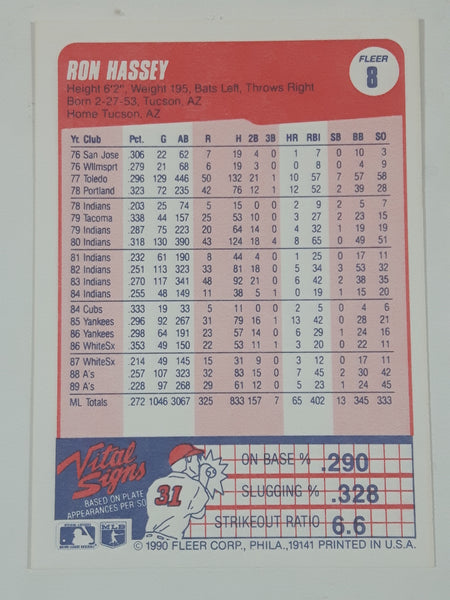 RON HASSEY
FLEER
8
Height 6'2", Weight 195, Bats Left, Throws Right
Born 2-27-53, Tucson, AZ
Home Tucson, AZ
Yr. Club Pct. G AB R H 2B 3B HR RBI SB BB SO
76 San Jose .306 22 62 7 19 4 0 1 8 0 10 3
76 Wllmsprt .279 21 68 6 19 0 0 0 8 0 4 9
77 Toledo .296 129 446 50 132 21 1 10 57 7 57 58
78 Portland .323 72 235 42 76 9 1 12 52 2 39 28
78 Indians .203 25 74 5 15 0 0 2 9 2 5 7
79 Tacoma .338 44 157 25 53 10 0 3 27 2 23 15
79 Indians .287 75 223 20 64 14 0 4 32 1 19 19
80 Indians .318 130 390 43 124 18 4 8 65 0 49 51
81 Indians .232 61 190 8 44 4 0 1 25 0 17 11
82 Indians .251 113 323 33 81 18 0 5 34 3 53 32
83 Indians .270 117 341 48 92 21 0 6 42 2 38 35
84 Indians .255 48 149 11 38 5 1 0 19 1 15 20
84 Cubs .333 19 33 5 11 0 0 2 5 0 4 6
85 Yankees .296 92 267 31 79 16 1 13 42 0 28 21
86 Yankees .298 64 191 23 57 14 0 6 29 1 24 16
86 WhiteSx .353 49 150 22 53 11 1 3 20 0 22 11
87 WhiteSx .214 49 145 15 31 9 0 3 12 0 17 11
88 A's .257 107 323 32 83 15 0 7 45 2 30 42
89 A's .228 97 268 29 61 12 0 5 23 1 24 45
ML Totals .272 1046 3067 325 833 157 7 65 402 13 345 333
Vital
Signs
BASED ON PLATE
APPEARANCES PER SO
31
ON BASE % .290
SLUGGING % .328
STRIKEOUT RATIO 6.6
© 1990 FLEER CORP., PHILA., 19141 PRINTED IN U.S.A.